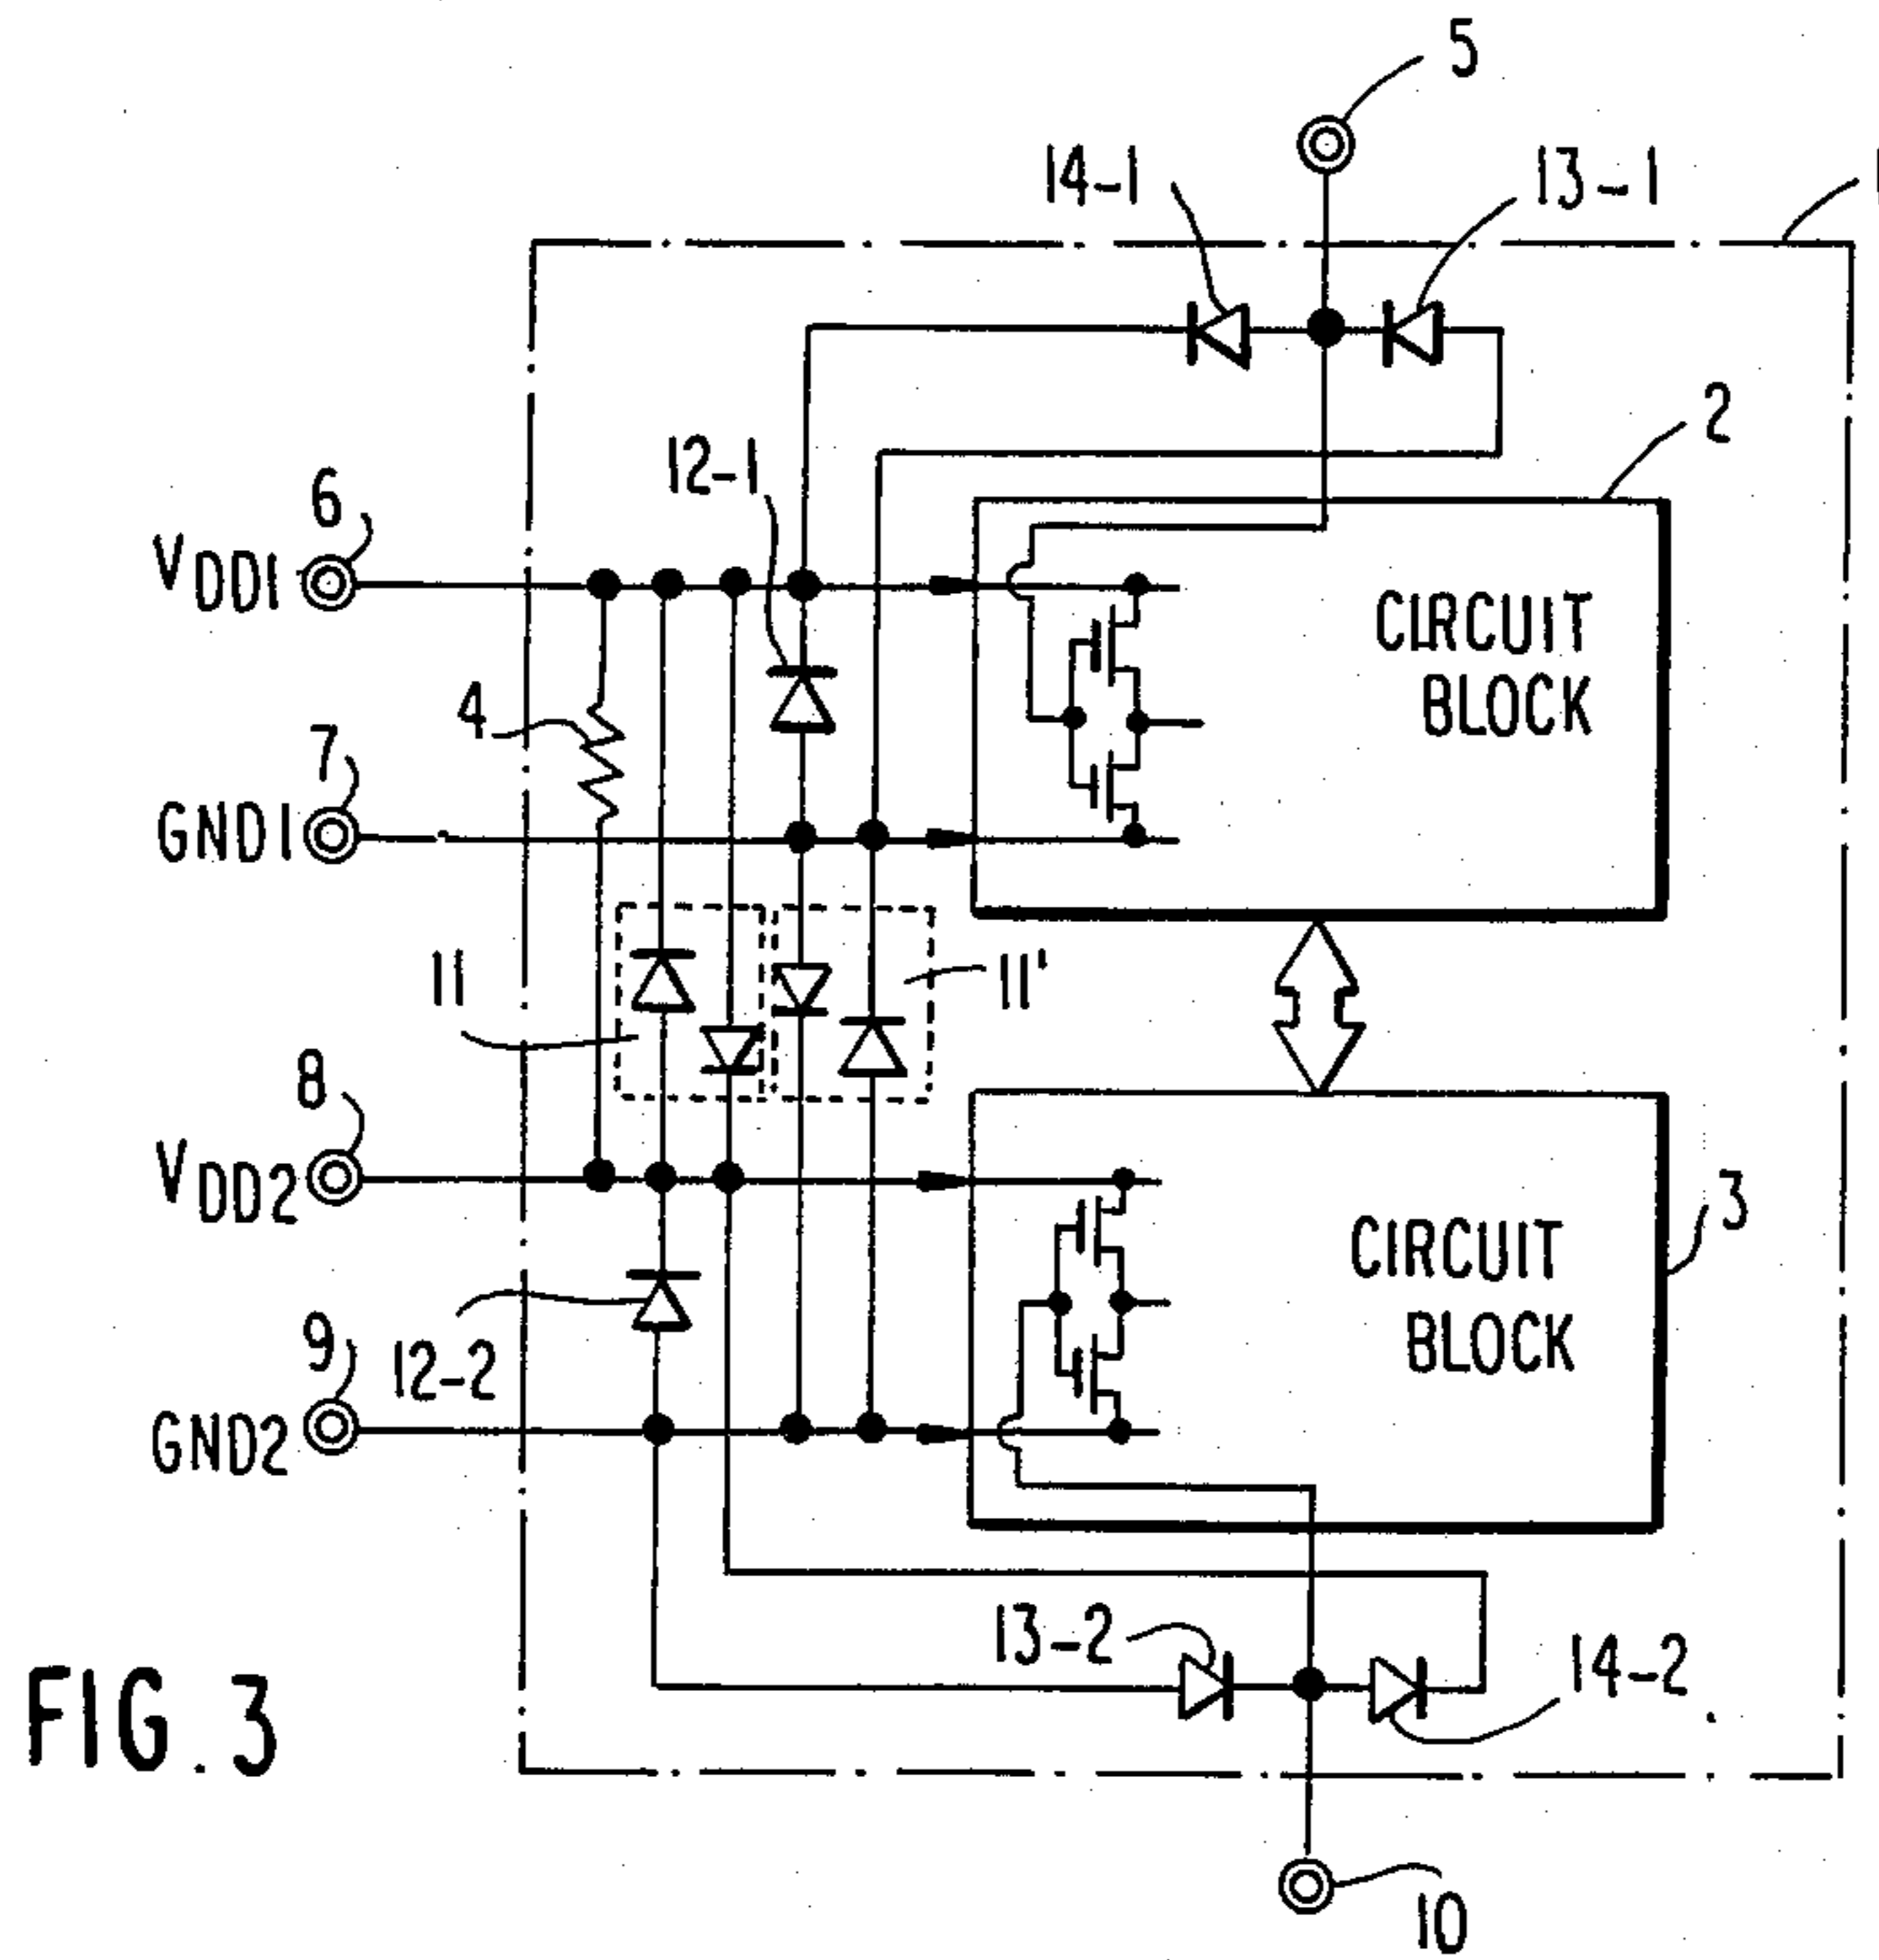 5
14-1
13-1
1
2
12-1
6
VDD1
CIRCUIT
BLOCK
4
7
GND1
11
11'
8
VDD2
3
CIRCUIT
BLOCK
9
12-2
GND2
13-2
14-2
FIG. 3
10